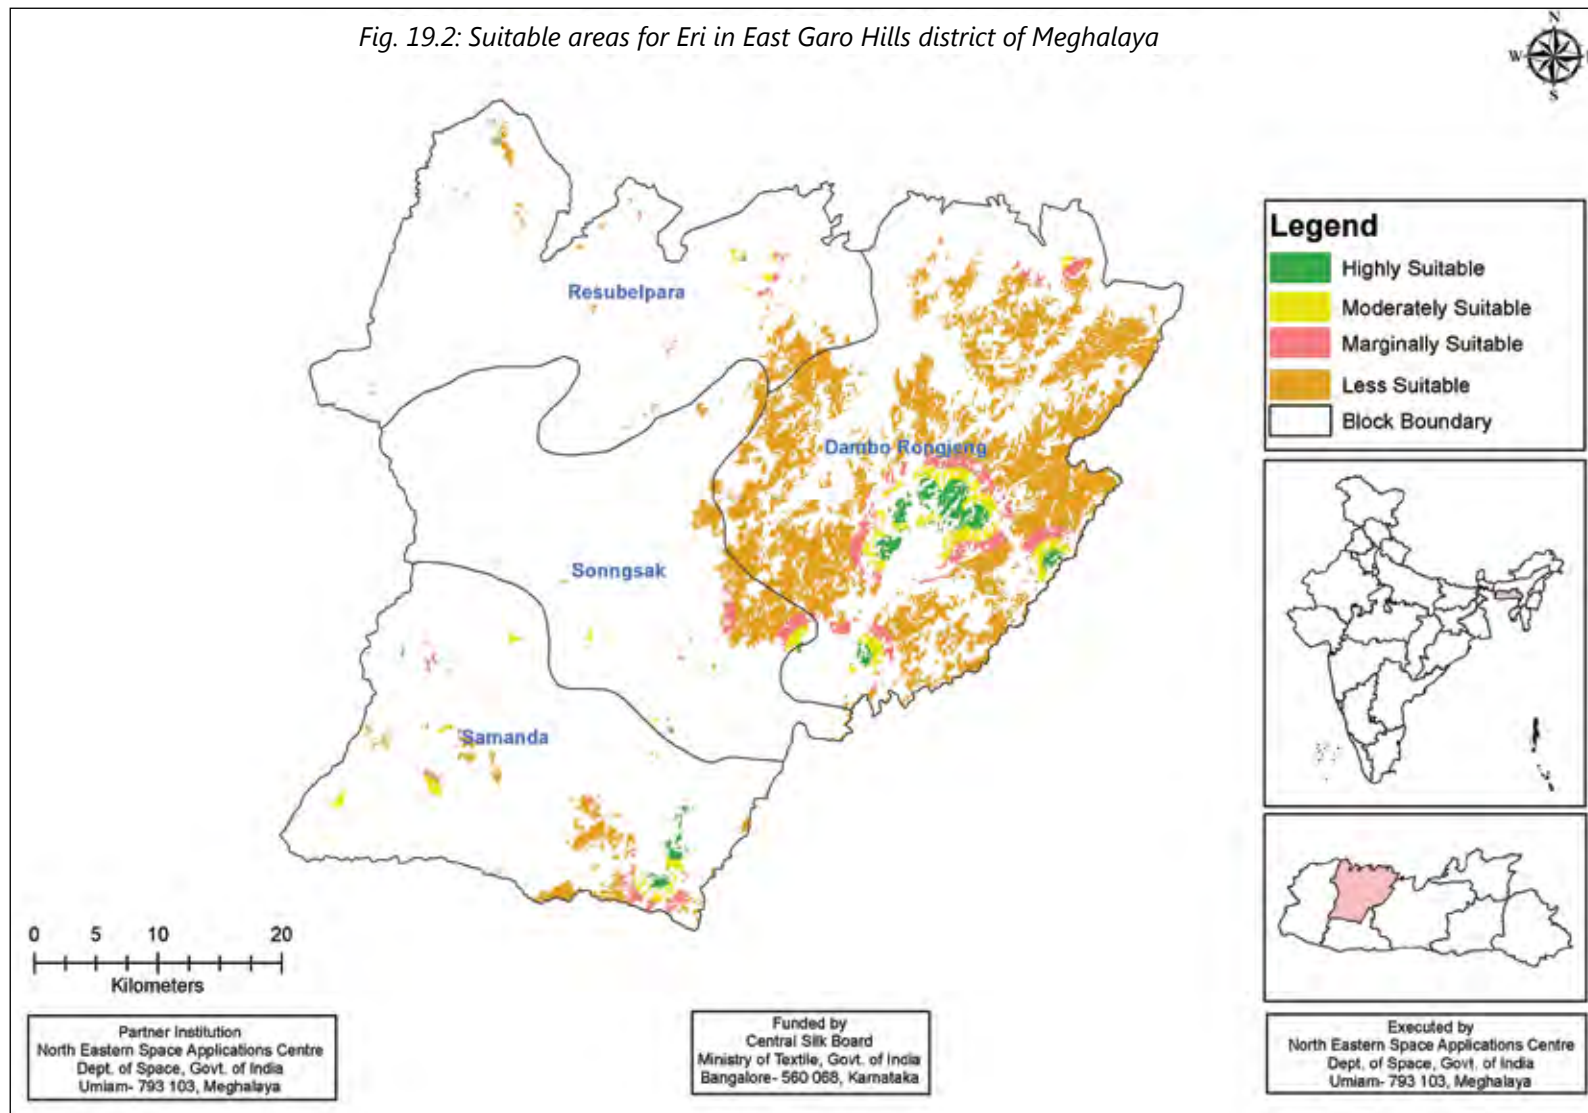 Fig. 19.2: Suitable areas for Eri in East Garo Hills district of Meghalaya
N
W
S
Legend
Highly Suitable
Moderately Suitable
Marginally Suitable
Less Suitable
Block Boundary
Resubelpara
Dambo Rongjeng
Sonngsak
Samanda
0 5 10 20
Kilometers
Partner Institution
North Eastern Space Applications Centre
Dept. of Space, Govt. of India
Umiam- 793 103, Meghalaya
Funded by
Central Silk Board
Ministry of Textile, Govt. of India
Bangalore- 560 068, Karnataka
Executed by
North Eastern Space Applications Centre
Dept. of Space, Govt. of India
Umiam- 793 103, Meghalaya